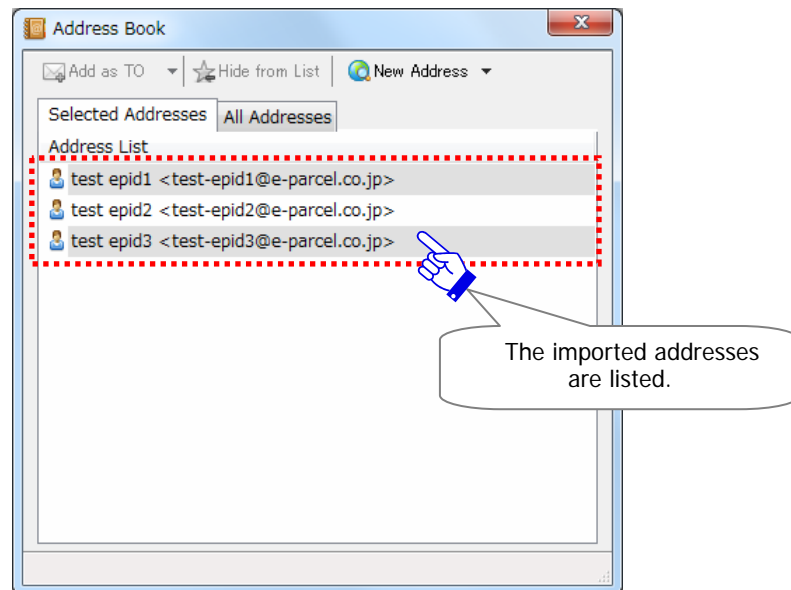 Address Book
x
Add as TO Hide from List New Address
Selected Addresses All Addresses
Address List
test epid1 <test-epid1@e-parcel.co.jp>
test epid2 <test-epid2@e-parcel.co.jp>
test epid3 <test-epid3@e-parcel.co.jp>
The imported addresses
are listed.